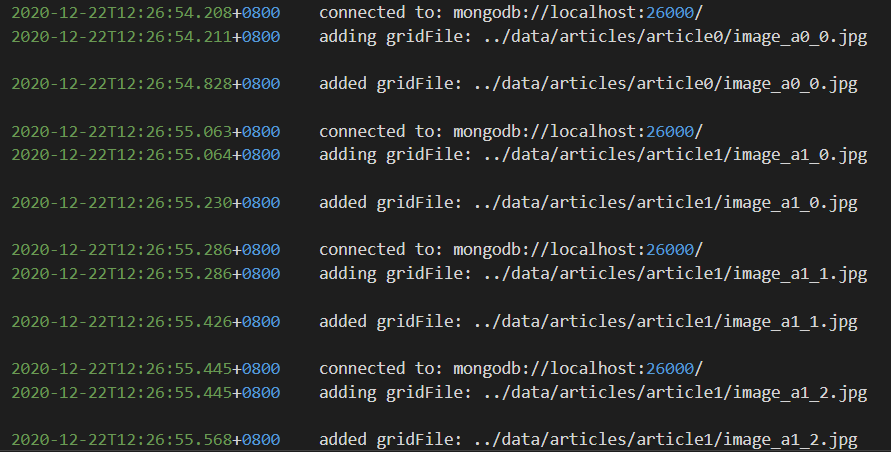 2020-12-22T12:26:54.208+0800    connected to: mongodb://localhost:26000/
2020-12-22T12:26:54.211+0800    adding gridFile: ../data/articles/article0/image_a0_0.jpg
2020-12-22T12:26:54.828+0800    added gridFile: ../data/articles/article0/image_a0_0.jpg
2020-12-22T12:26:55.063+0800    connected to: mongodb://localhost:26000/
2020-12-22T12:26:55.064+0800    adding gridFile: ../data/articles/article1/image_a1_0.jpg
2020-12-22T12:26:55.230+0800    added gridFile: ../data/articles/article1/image_a1_0.jpg
2020-12-22T12:26:55.286+0800    connected to: mongodb://localhost:26000/
2020-12-22T12:26:55.286+0800    adding gridFile: ../data/articles/article1/image_a1_1.jpg
2020-12-22T12:26:55.426+0800    added gridFile: ../data/articles/article1/image_a1_1.jpg
2020-12-22T12:26:55.445+0800    connected to: mongodb://localhost:26000/
2020-12-22T12:26:55.445+0800    adding gridFile: ../data/articles/article1/image_a1_2.jpg
2020-12-22T12:26:55.568+0800    added gridFile: ../data/articles/article1/image_a1_2.jpg